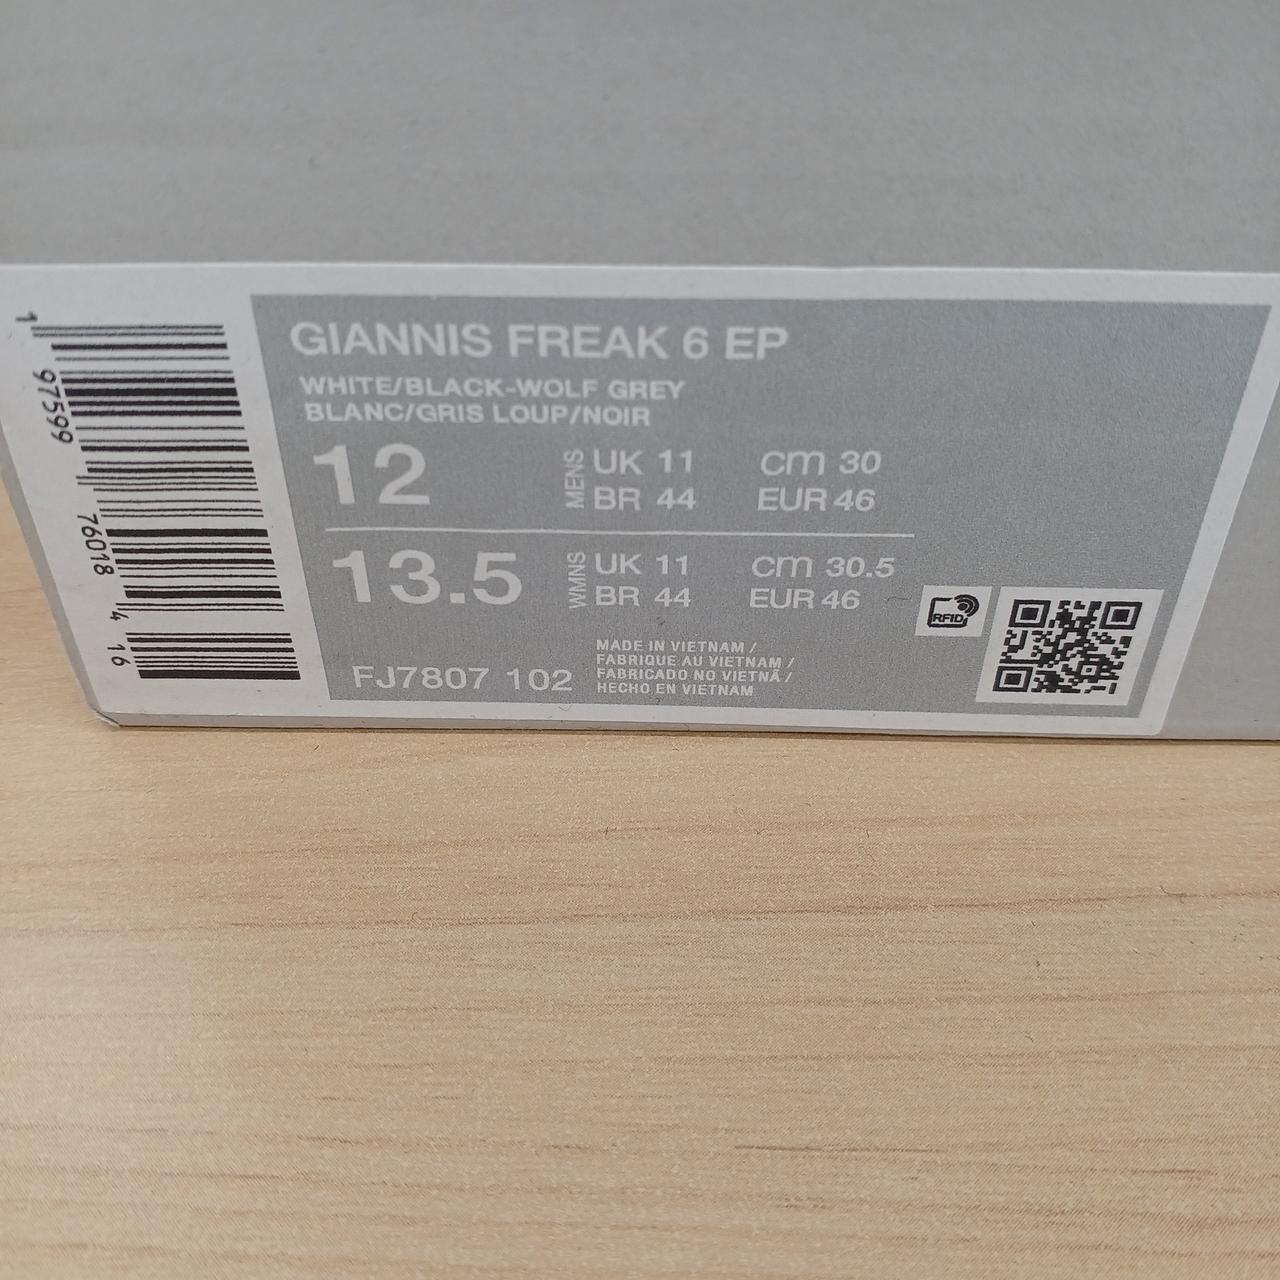 GIANNIS FREAK 6 EP
WHITE/BLACK-WOLF GREY
BLANC/GRIS LOUP/NOIR
12 MENS UK 11 cm 30
BR 44 EUR 46
13.5 WMNS UK 11 cm 30.5
BR 44 EUR 46
FJ7807 102
MADE IN VIETNAM /
FABRIQUE AU VIETNAM /
FABRICADO NO VIETNÃ /
HECHO EN VIETNAM
RFID
1 97599 76018 4 16